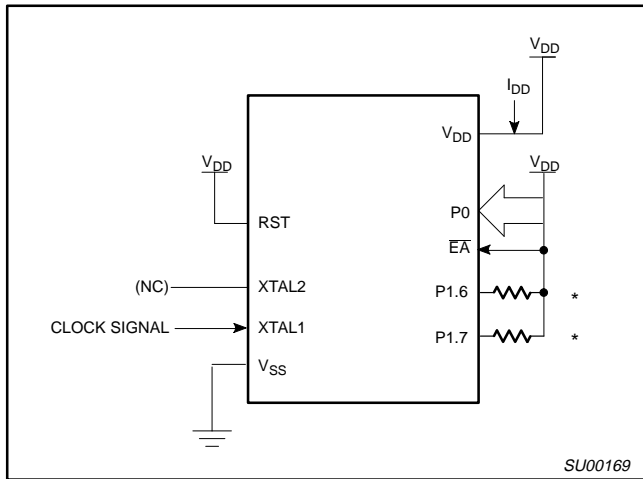 VDD
IDD
VDD
VDD
VDD
P0
RST
EA
(NC)
XTAL2
P1.6
*
CLOCK SIGNAL
XTAL1
P1.7
*
VSS
SU00169